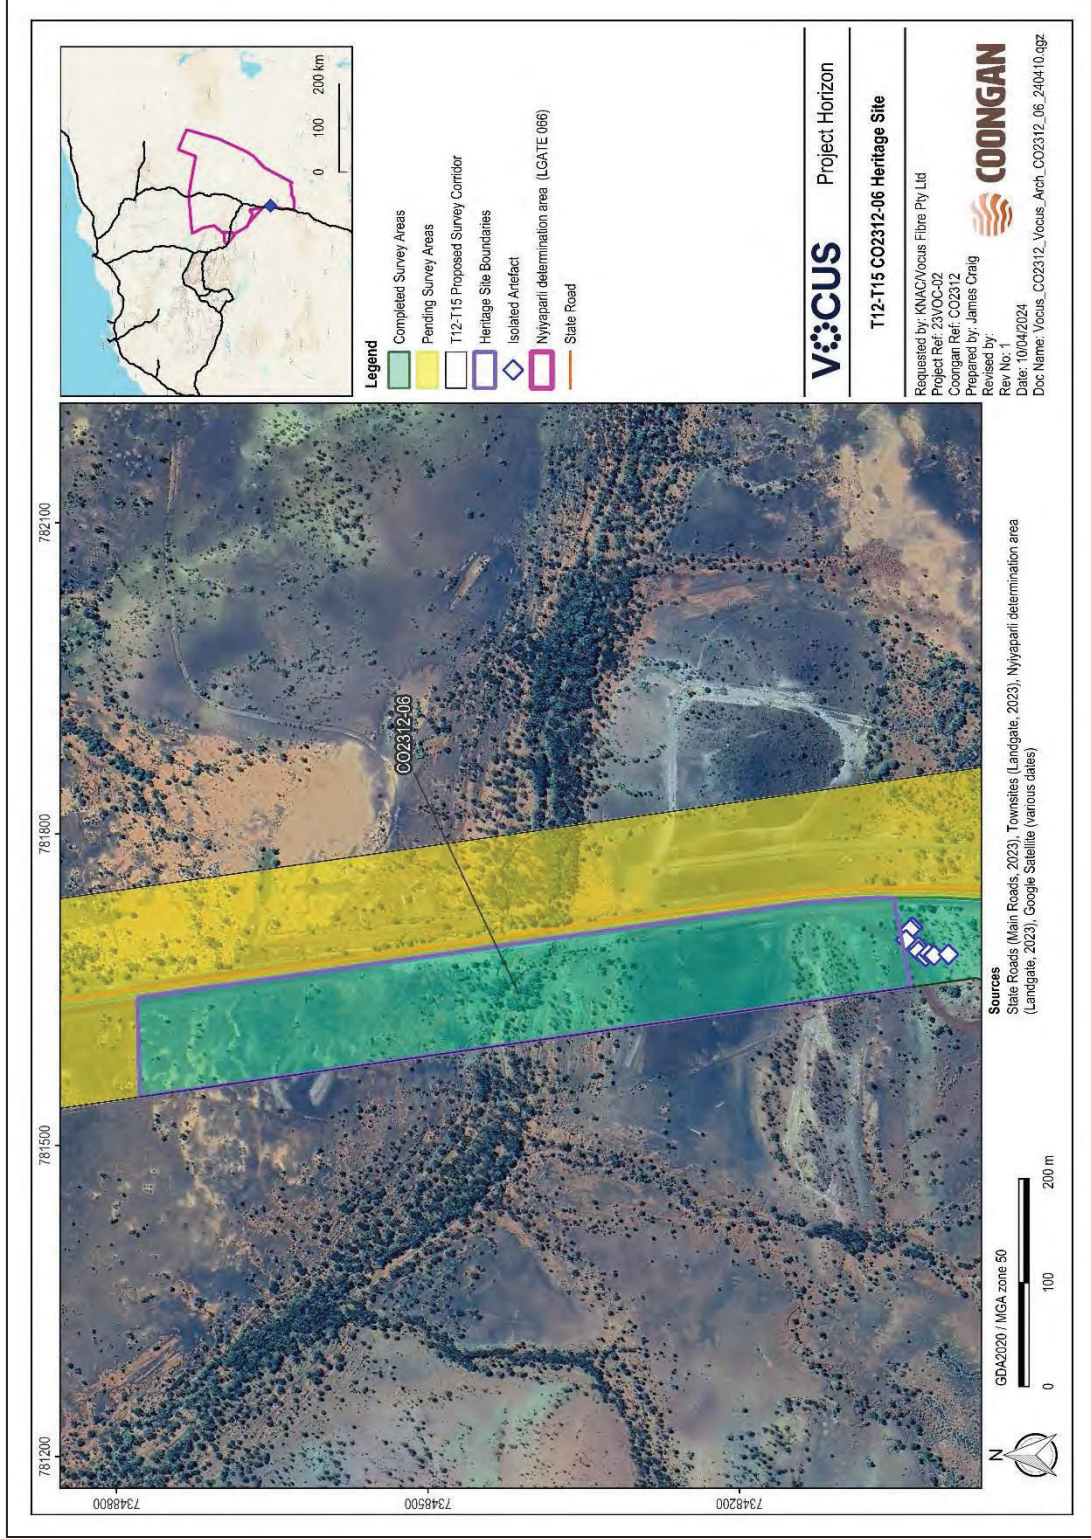 782100
781800
781500
781200
7348800
7348500
7348200
CO2312-06
0 100 200 km
Legend
Completed Survey Areas
Pending Survey Areas
T12-T15 Proposed Survey Corridor
Heritage Site Boundaries
Isolated Artefact
Nyiyaparli determination area (LGATE 066)
State Road
N
GDA2020 / MGA zone 50
0 100 200 m
Sources
State Roads (Main Roads, 2023), Townsites (Landgate, 2023), Nyiyaparli determination area
(Landgate, 2023), Google Satellite (various dates)
VOCUS Project Horizon
T12-T15 CO2312-06 Heritage Site
Requested by: KNAC/Vocus Fibre Pty Ltd
Project Ref: 23VOC-02
Coongan Ref: CO2312
Prepared by: James Craig
Revised by:
Rev No: 1
Date: 10/04/2024
Doc Name: Vocus_CO2312_Vocus_Arch_CO2312_06_240410.qgz
COONGAN